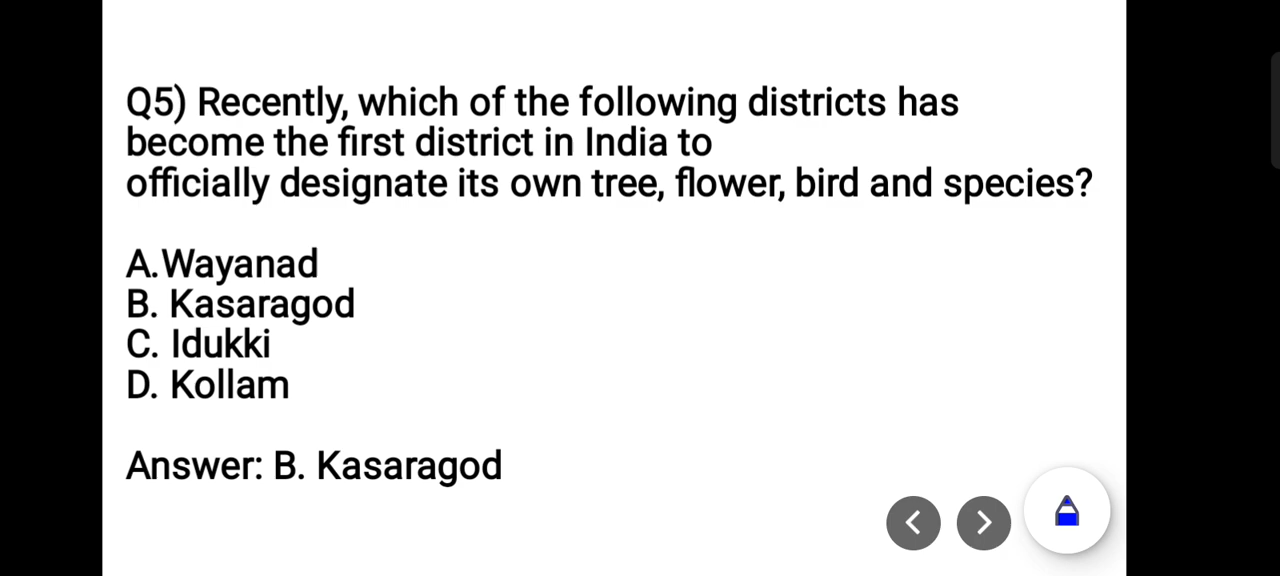 Q5) Recently, which of the following districts has
become the first district in India to
officially designate its own tree, flower, bird and species?
A.Wayanad
B. Kasaragod
C. Idukki
D. Kollam
Answer: B. Kasaragod